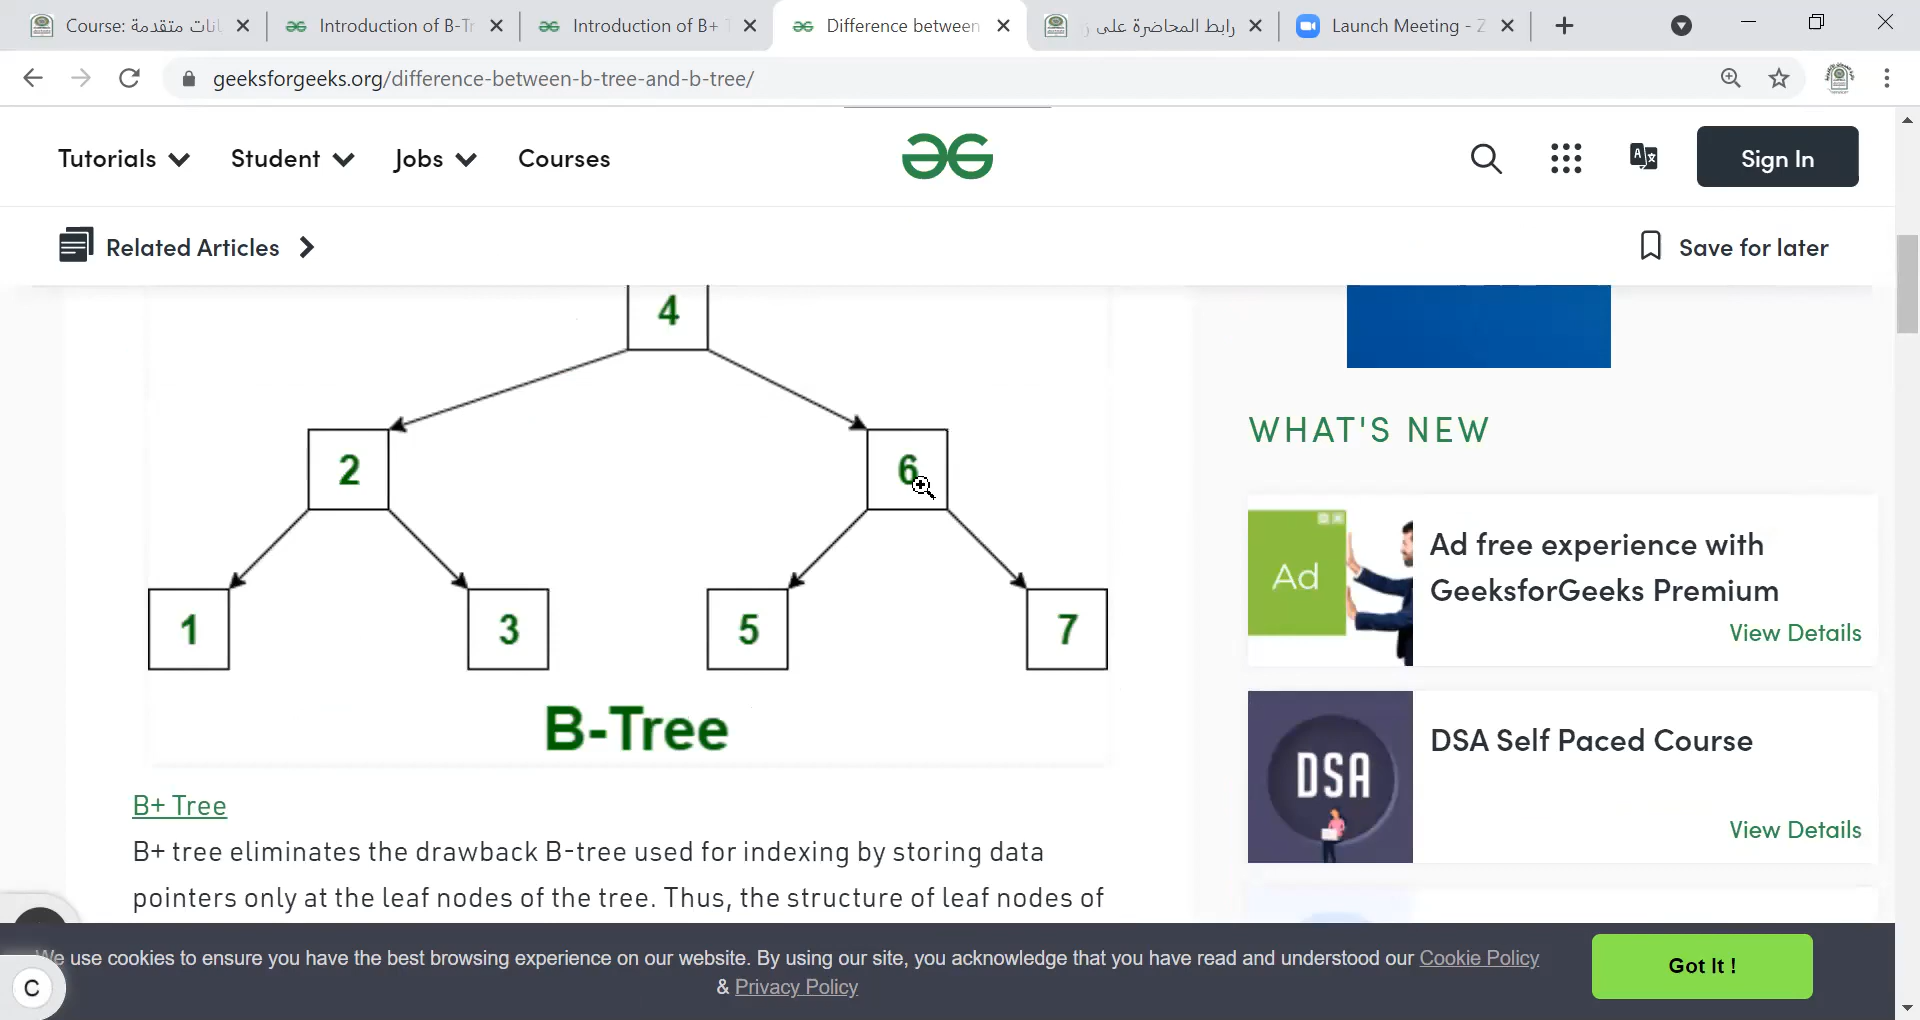 Course: انات متقدمة
Introduction of B-Tr
Introduction of B+ T
Difference between
رابط المحاضرة على ز
Launch Meeting - Z
geeksforgeeks.org/difference-between-b-tree-and-b-tree/
Tutorials
Student
Jobs
Courses
Sign In
Related Articles
Save for later
4
2
6
1
3
5
7
B-Tree
B+ Tree
B+ tree eliminates the drawback B-tree used for indexing by storing data
pointers only at the leaf nodes of the tree. Thus, the structure of leaf nodes of
WHAT'S NEW
Ad
Ad free experience with
GeeksforGeeks Premium
View Details
DSA
DSA Self Paced Course
View Details
We use cookies to ensure you have the best browsing experience on our website. By using our site, you acknowledge that you have read and understood our Cookie Policy
& Privacy Policy
Got It !
C